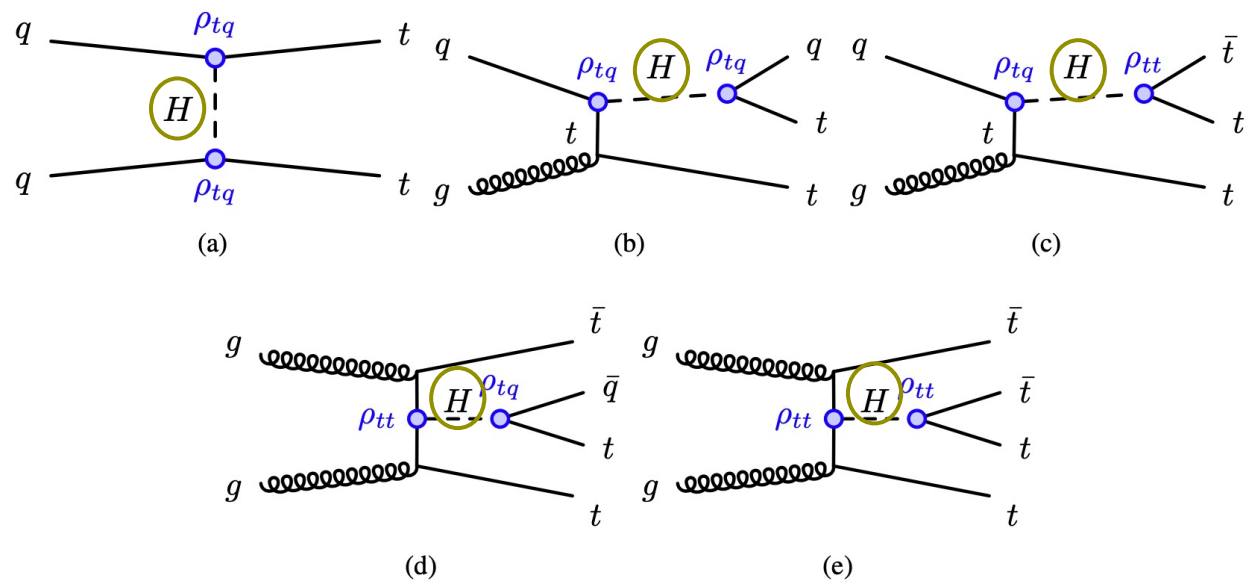 q ρtq t
H
q ρtq t
(a)
q ρtq H ρtq q
t t
g t
(b)
q ρtq H ρtt t̄
t t
g t
(c)
g t̄
ρtt H ρtq q̄
t
g t
(d)
g t̄
ρtt H ρtt t̄
t
g t
(e)